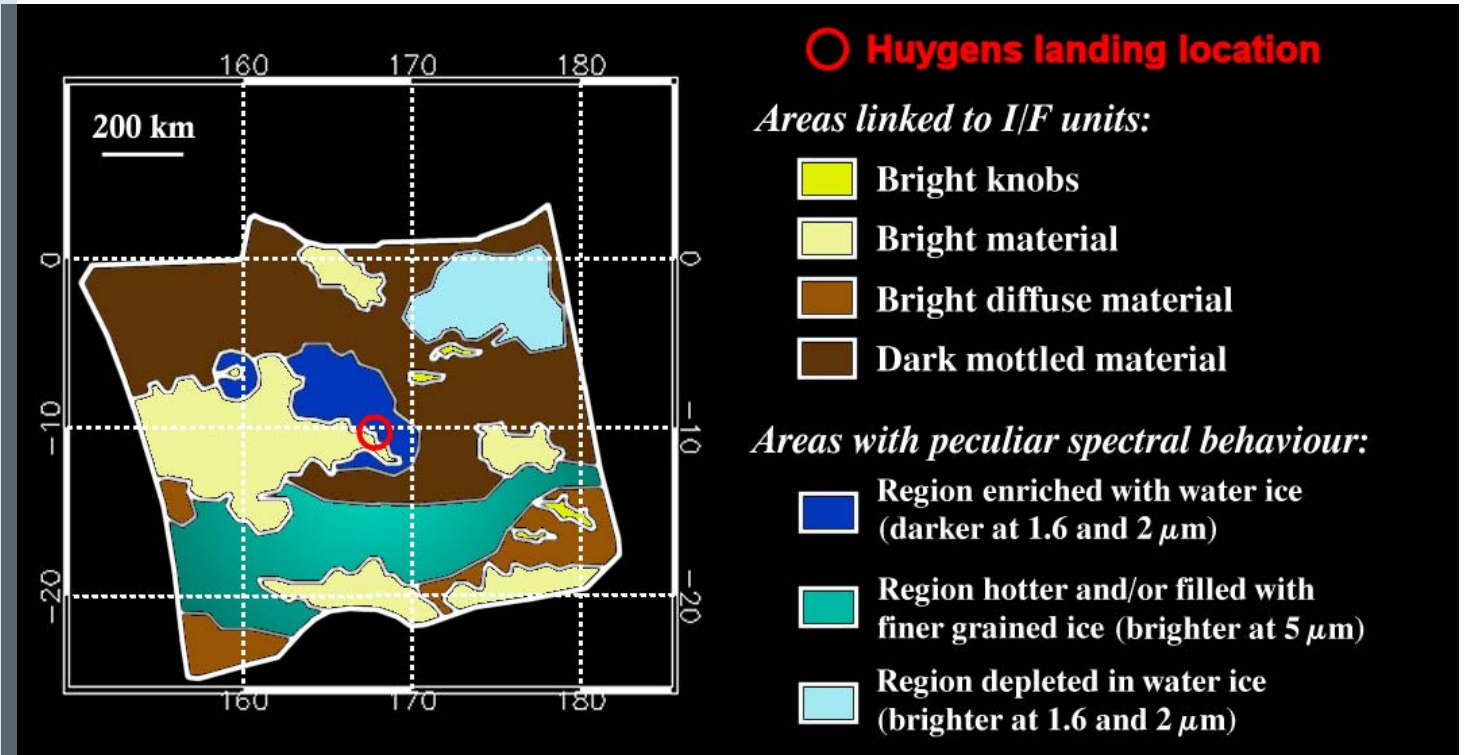 Huygens landing location
160 170 180
200 km
Areas linked to I/F units:
Bright knobs
Bright material
Bright diffuse material
Dark mottled material
0 0
−10 −10
−20 −20
160 170 180
Areas with peculiar spectral behaviour:
Region enriched with water ice
(darker at 1.6 and 2 μm)
Region hotter and/or filled with
finer grained ice (brighter at 5 μm)
Region depleted in water ice
(brighter at 1.6 and 2 μm)